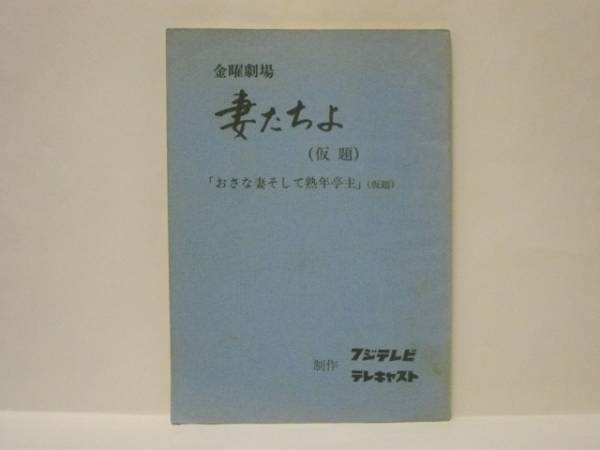 金曜劇場
妻たちよ
(仮題)
「おさな妻そして熟年亭主」(仮題)
制作 フジテレビ
テレキャスト